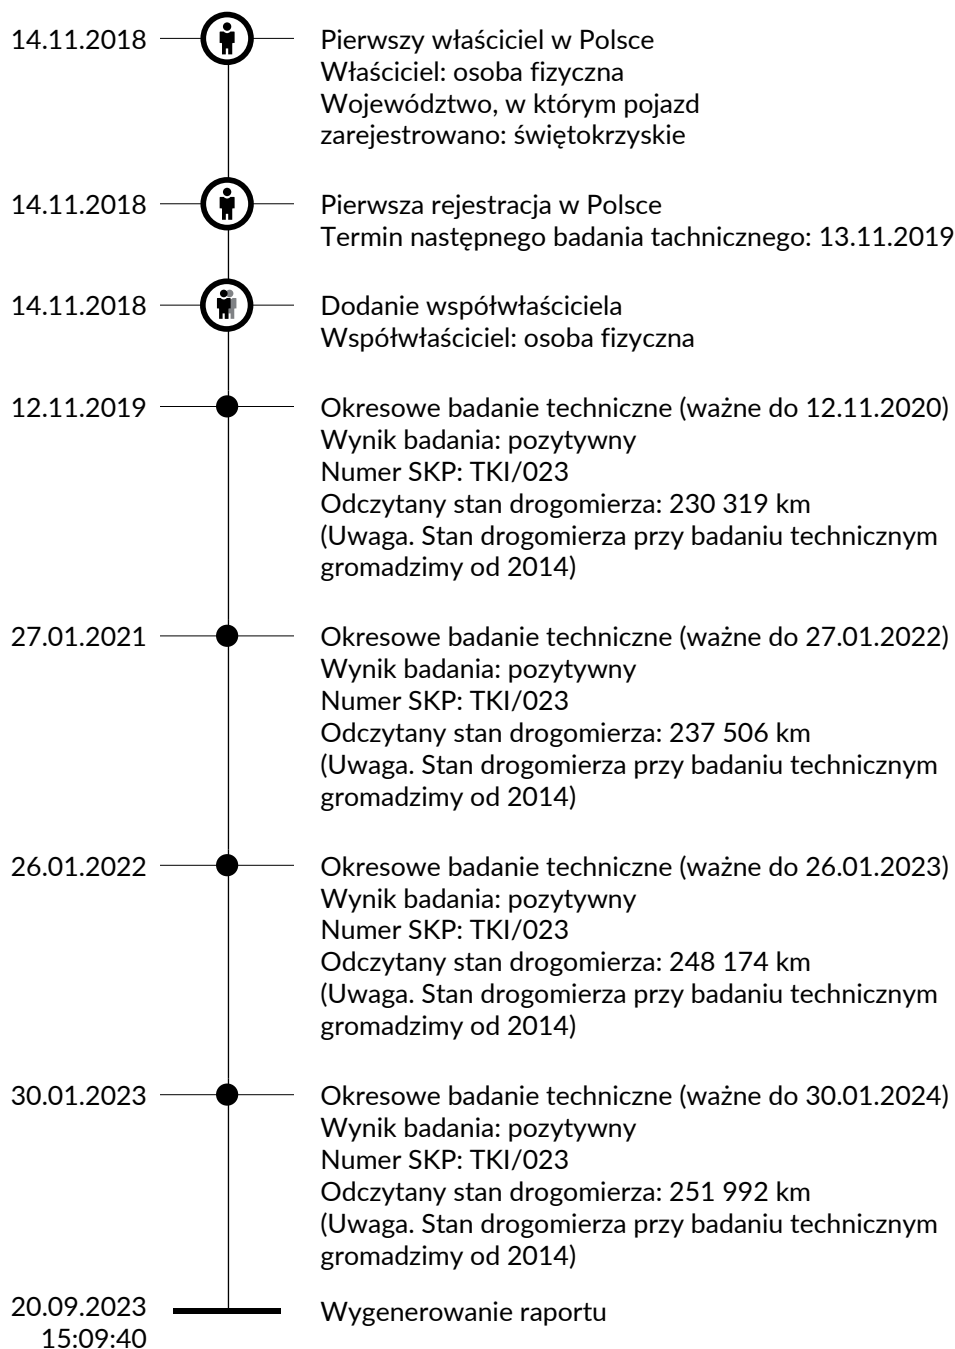 14.11.2018
Pierwszy właściciel w Polsce
Właściciel: osoba fizyczna
Województwo, w którym pojazd
zarejestrowano: świętokrzyskie
14.11.2018
Pierwsza rejestracja w Polsce
Termin następnego badania tachnicznego: 13.11.2019
14.11.2018
Dodanie współwłaściciela
Współwłaściciel: osoba fizyczna
12.11.2019
Okresowe badanie techniczne (ważne do 12.11.2020)
Wynik badania: pozytywny
Numer SKP: TKI/023
Odczytany stan drogomierza: 230 319 km
(Uwaga. Stan drogomierza przy badaniu technicznym
gromadzimy od 2014)
27.01.2021
Okresowe badanie techniczne (ważne do 27.01.2022)
Wynik badania: pozytywny
Numer SKP: TKI/023
Odczytany stan drogomierza: 237 506 km
(Uwaga. Stan drogomierza przy badaniu technicznym
gromadzimy od 2014)
26.01.2022
Okresowe badanie techniczne (ważne do 26.01.2023)
Wynik badania: pozytywny
Numer SKP: TKI/023
Odczytany stan drogomierza: 248 174 km
(Uwaga. Stan drogomierza przy badaniu technicznym
gromadzimy od 2014)
30.01.2023
Okresowe badanie techniczne (ważne do 30.01.2024)
Wynik badania: pozytywny
Numer SKP: TKI/023
Odczytany stan drogomierza: 251 992 km
(Uwaga. Stan drogomierza przy badaniu technicznym
gromadzimy od 2014)
20.09.2023
15:09:40
Wygenerowanie raportu